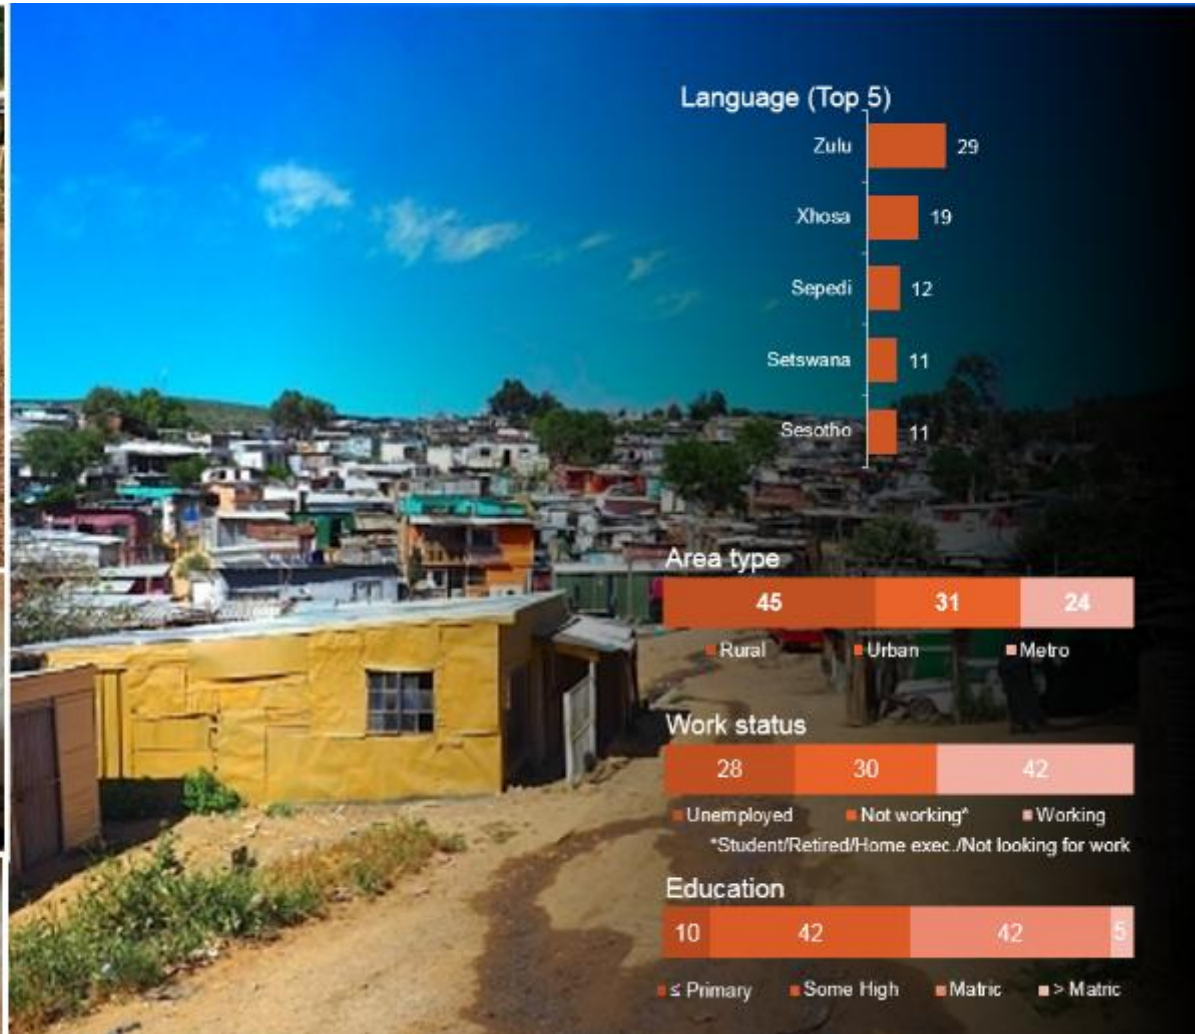 Language (Top 5)
Zulu 29
Xhosa 19
Sepedi 12
Setswana 11
Sesotho 11
Area type
45 31 24
Rural Urban Metro
Work status
28 30 42
Unemployed Not working* Working
*Student/Retired/Home exec./Not looking for work
Education
10 42 42 5
≤ Primary Some High Matric > Matric